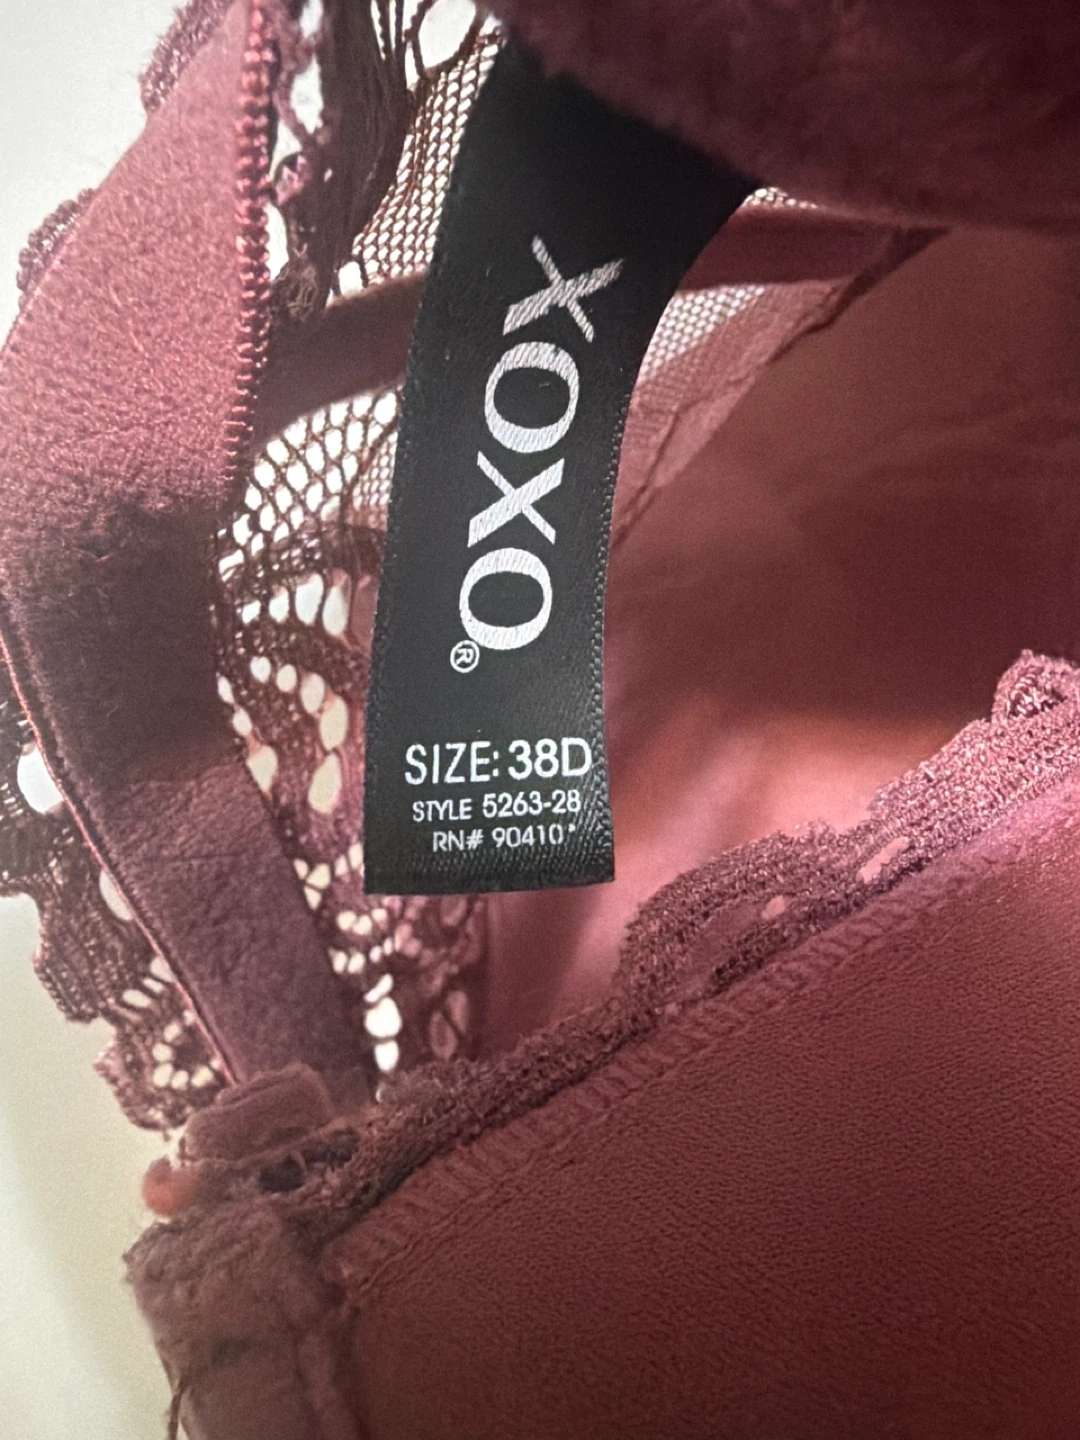 XOXO®
SIZE: 38D
STYLE 5263-28
RN# 90410